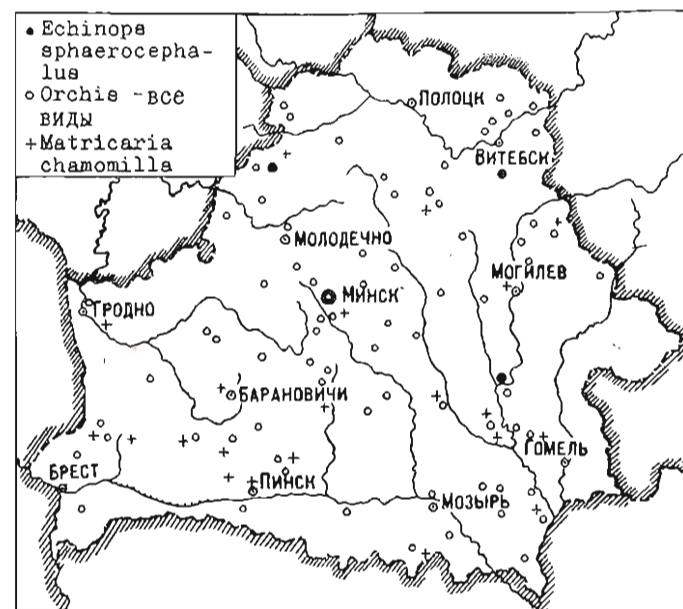 • Echinops
sphaerocepha-
lus
○ Orchis -все
виды
+ Matricaria
chamomilla
ПОЛОЦК
ВИТЕБСК
МОЛОДЕЧНО
МОГИЛЕВ
МИНСК
ГРОДНО
БАРАНОВИЧИ
ГОМЕЛЬ
БРЕСТ
ПИНСК
МОЗЫРЬ